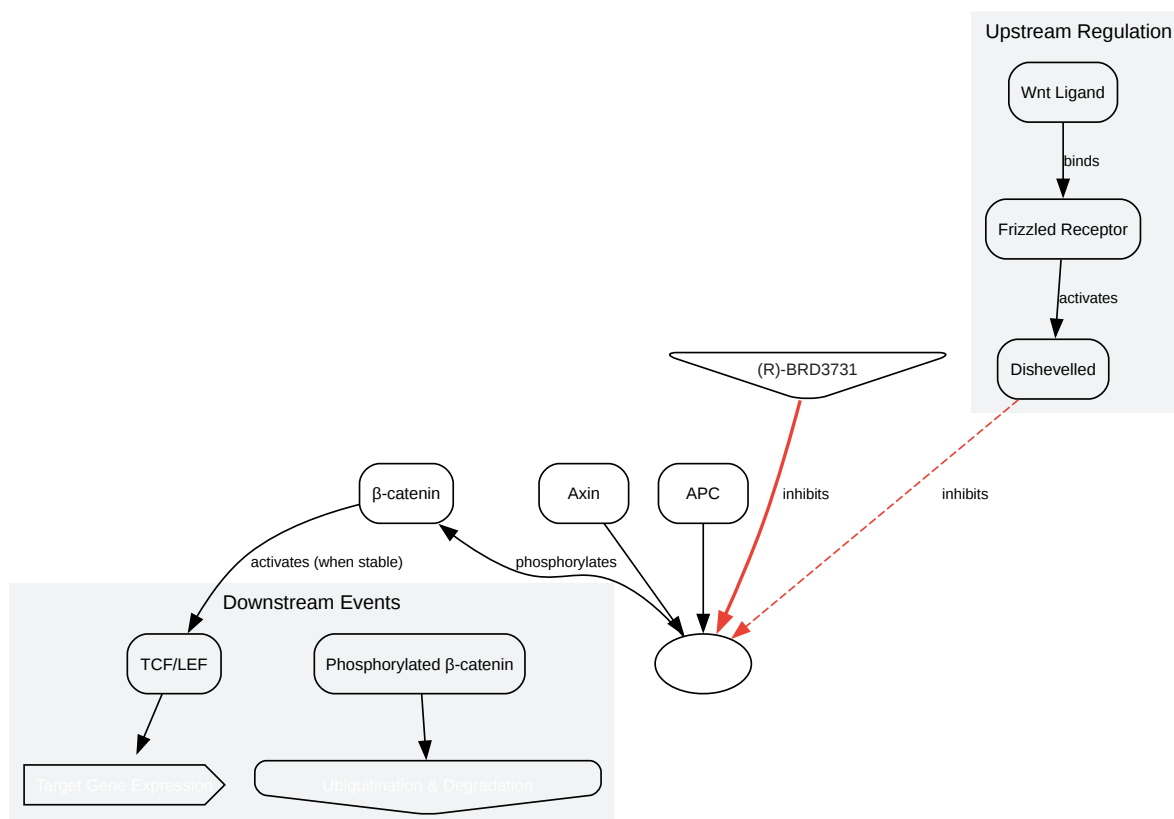 Upstream Regulation
Wnt Ligand
binds
Frizzled Receptor
activates
(R)-BRD3731
Dishevelled
β-catenin
Axin
APC
inhibits
inhibits
activates (when stable)
phosphorylates
Downstream Events
TCF/LEF
Phosphorylated β-catenin
Target Gene Expression
Ubiquitination & Degradation